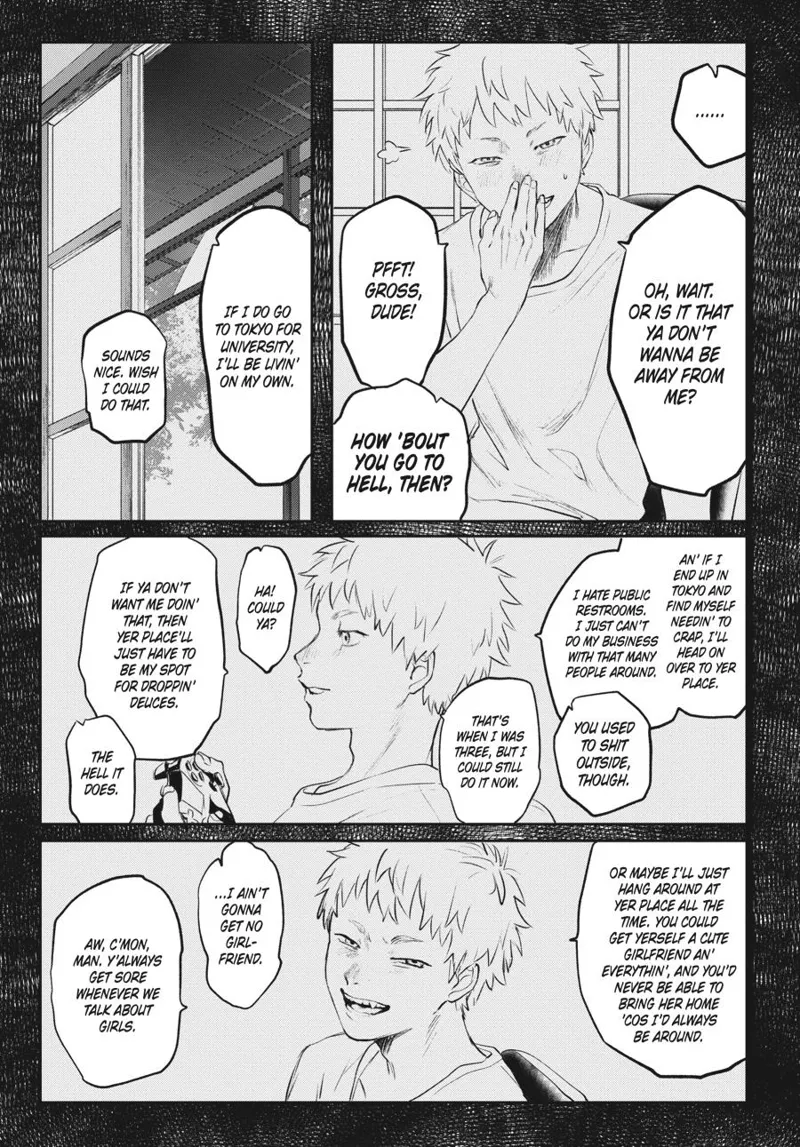 ......
OH, WAIT.
OR IS IT THAT
YA DON'T
WANNA BE
AWAY FROM
ME?
PFFT!
GROSS,
DUDE!
HOW 'BOUT
YOU GO TO
HELL, THEN?
IF I DO GO
TO TOKYO FOR
UNIVERSITY,
I'LL BE LIVIN'
ON MY OWN.
SOUNDS
NICE. WISH
I COULD
DO THAT.
AN' IF I
END UP IN
TOKYO AND
FIND MYSELF
NEEDIN' TO
CRAP, I'LL
HEAD ON
OVER TO YER
PLACE.
I HATE PUBLIC
RESTROOMS.
I JUST CAN'T
DO MY BUSINESS
WITH THAT MANY
PEOPLE AROUND.
YOU USED
TO SHIT
OUTSIDE,
THOUGH.
THAT'S
WHEN I WAS
THREE, BUT I
COULD STILL
DO IT NOW.
HA!
COULD
YA?
IF YA DON'T
WANT ME DOIN'
THAT, THEN
YER PLACE'LL
JUST HAVE TO
BE MY SPOT
FOR DROPPIN'
DEUCES.
THE
HELL IT
DOES.
OR MAYBE I'LL JUST
HANG AROUND AT
YER PLACE ALL
THE TIME. YOU COULD
GET YERSELF A CUTE
GIRLFRIEND AN'
EVERYTHIN', AND YOU'D
NEVER BE ABLE TO
BRING HER HOME
'COS I'D ALWAYS
BE AROUND.
...I AIN'T
GONNA
GET NO
GIRL-
FRIEND.
AW, C'MON,
MAN. Y'ALWAYS
GET SORE
WHENEVER WE
TALK ABOUT
GIRLS.